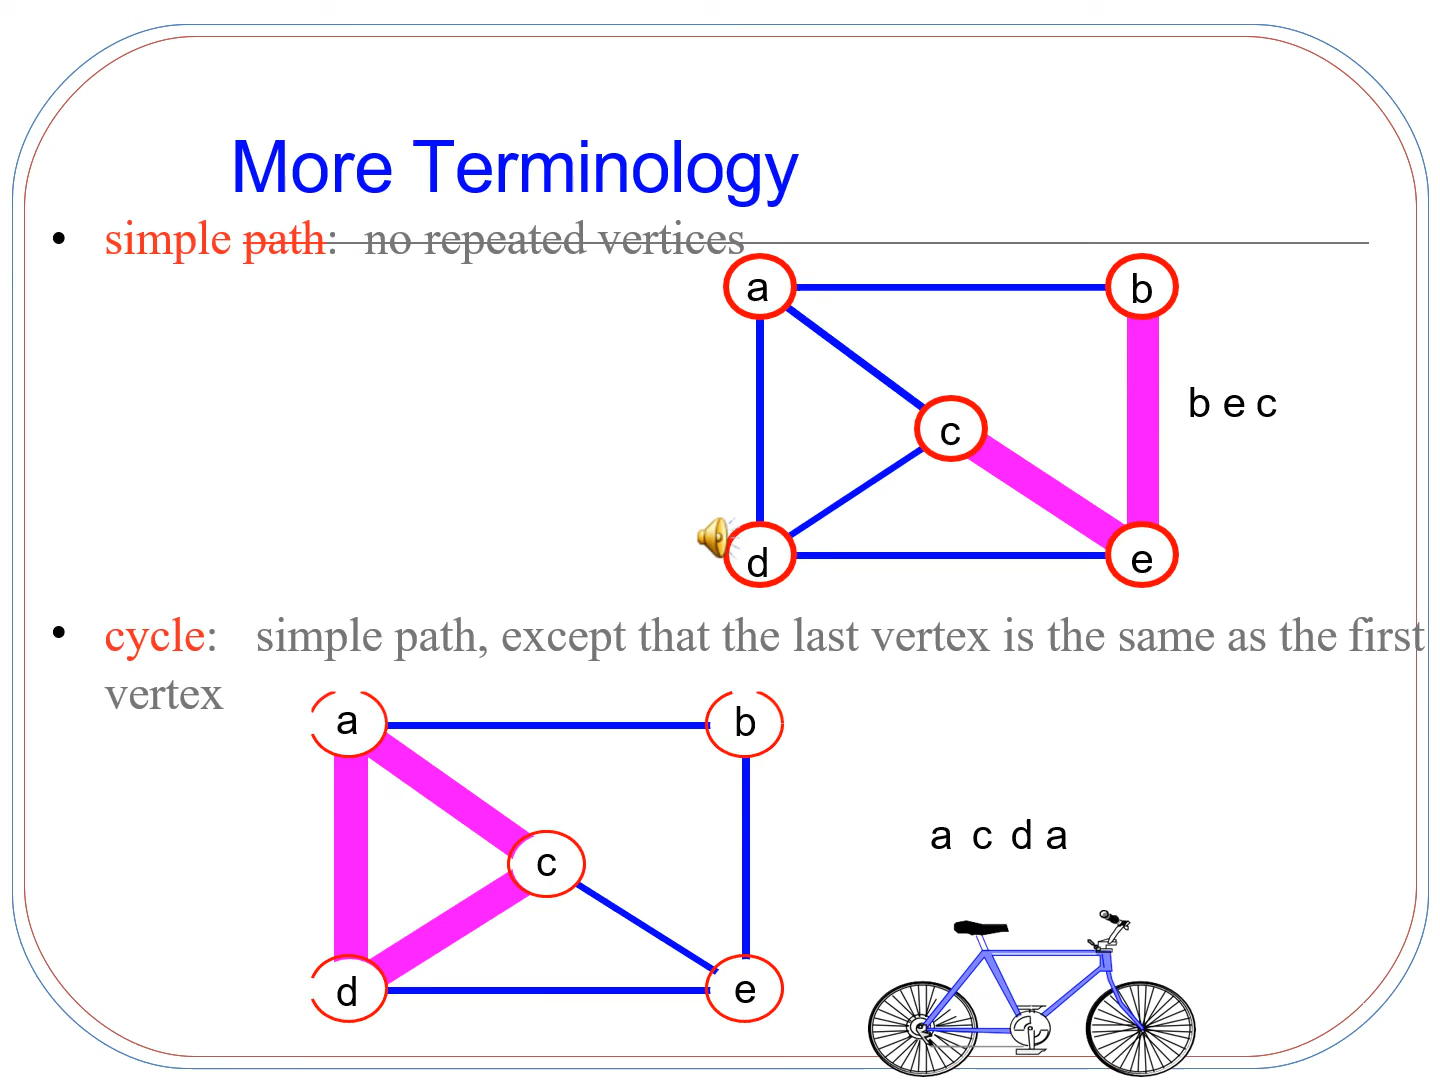 More Terminology
• simple path: no repeated vertices
a
b
b e c
c
d
e
• cycle: simple path, except that the last vertex is the same as the first
vertex
a
b
a c d a
c
d
e